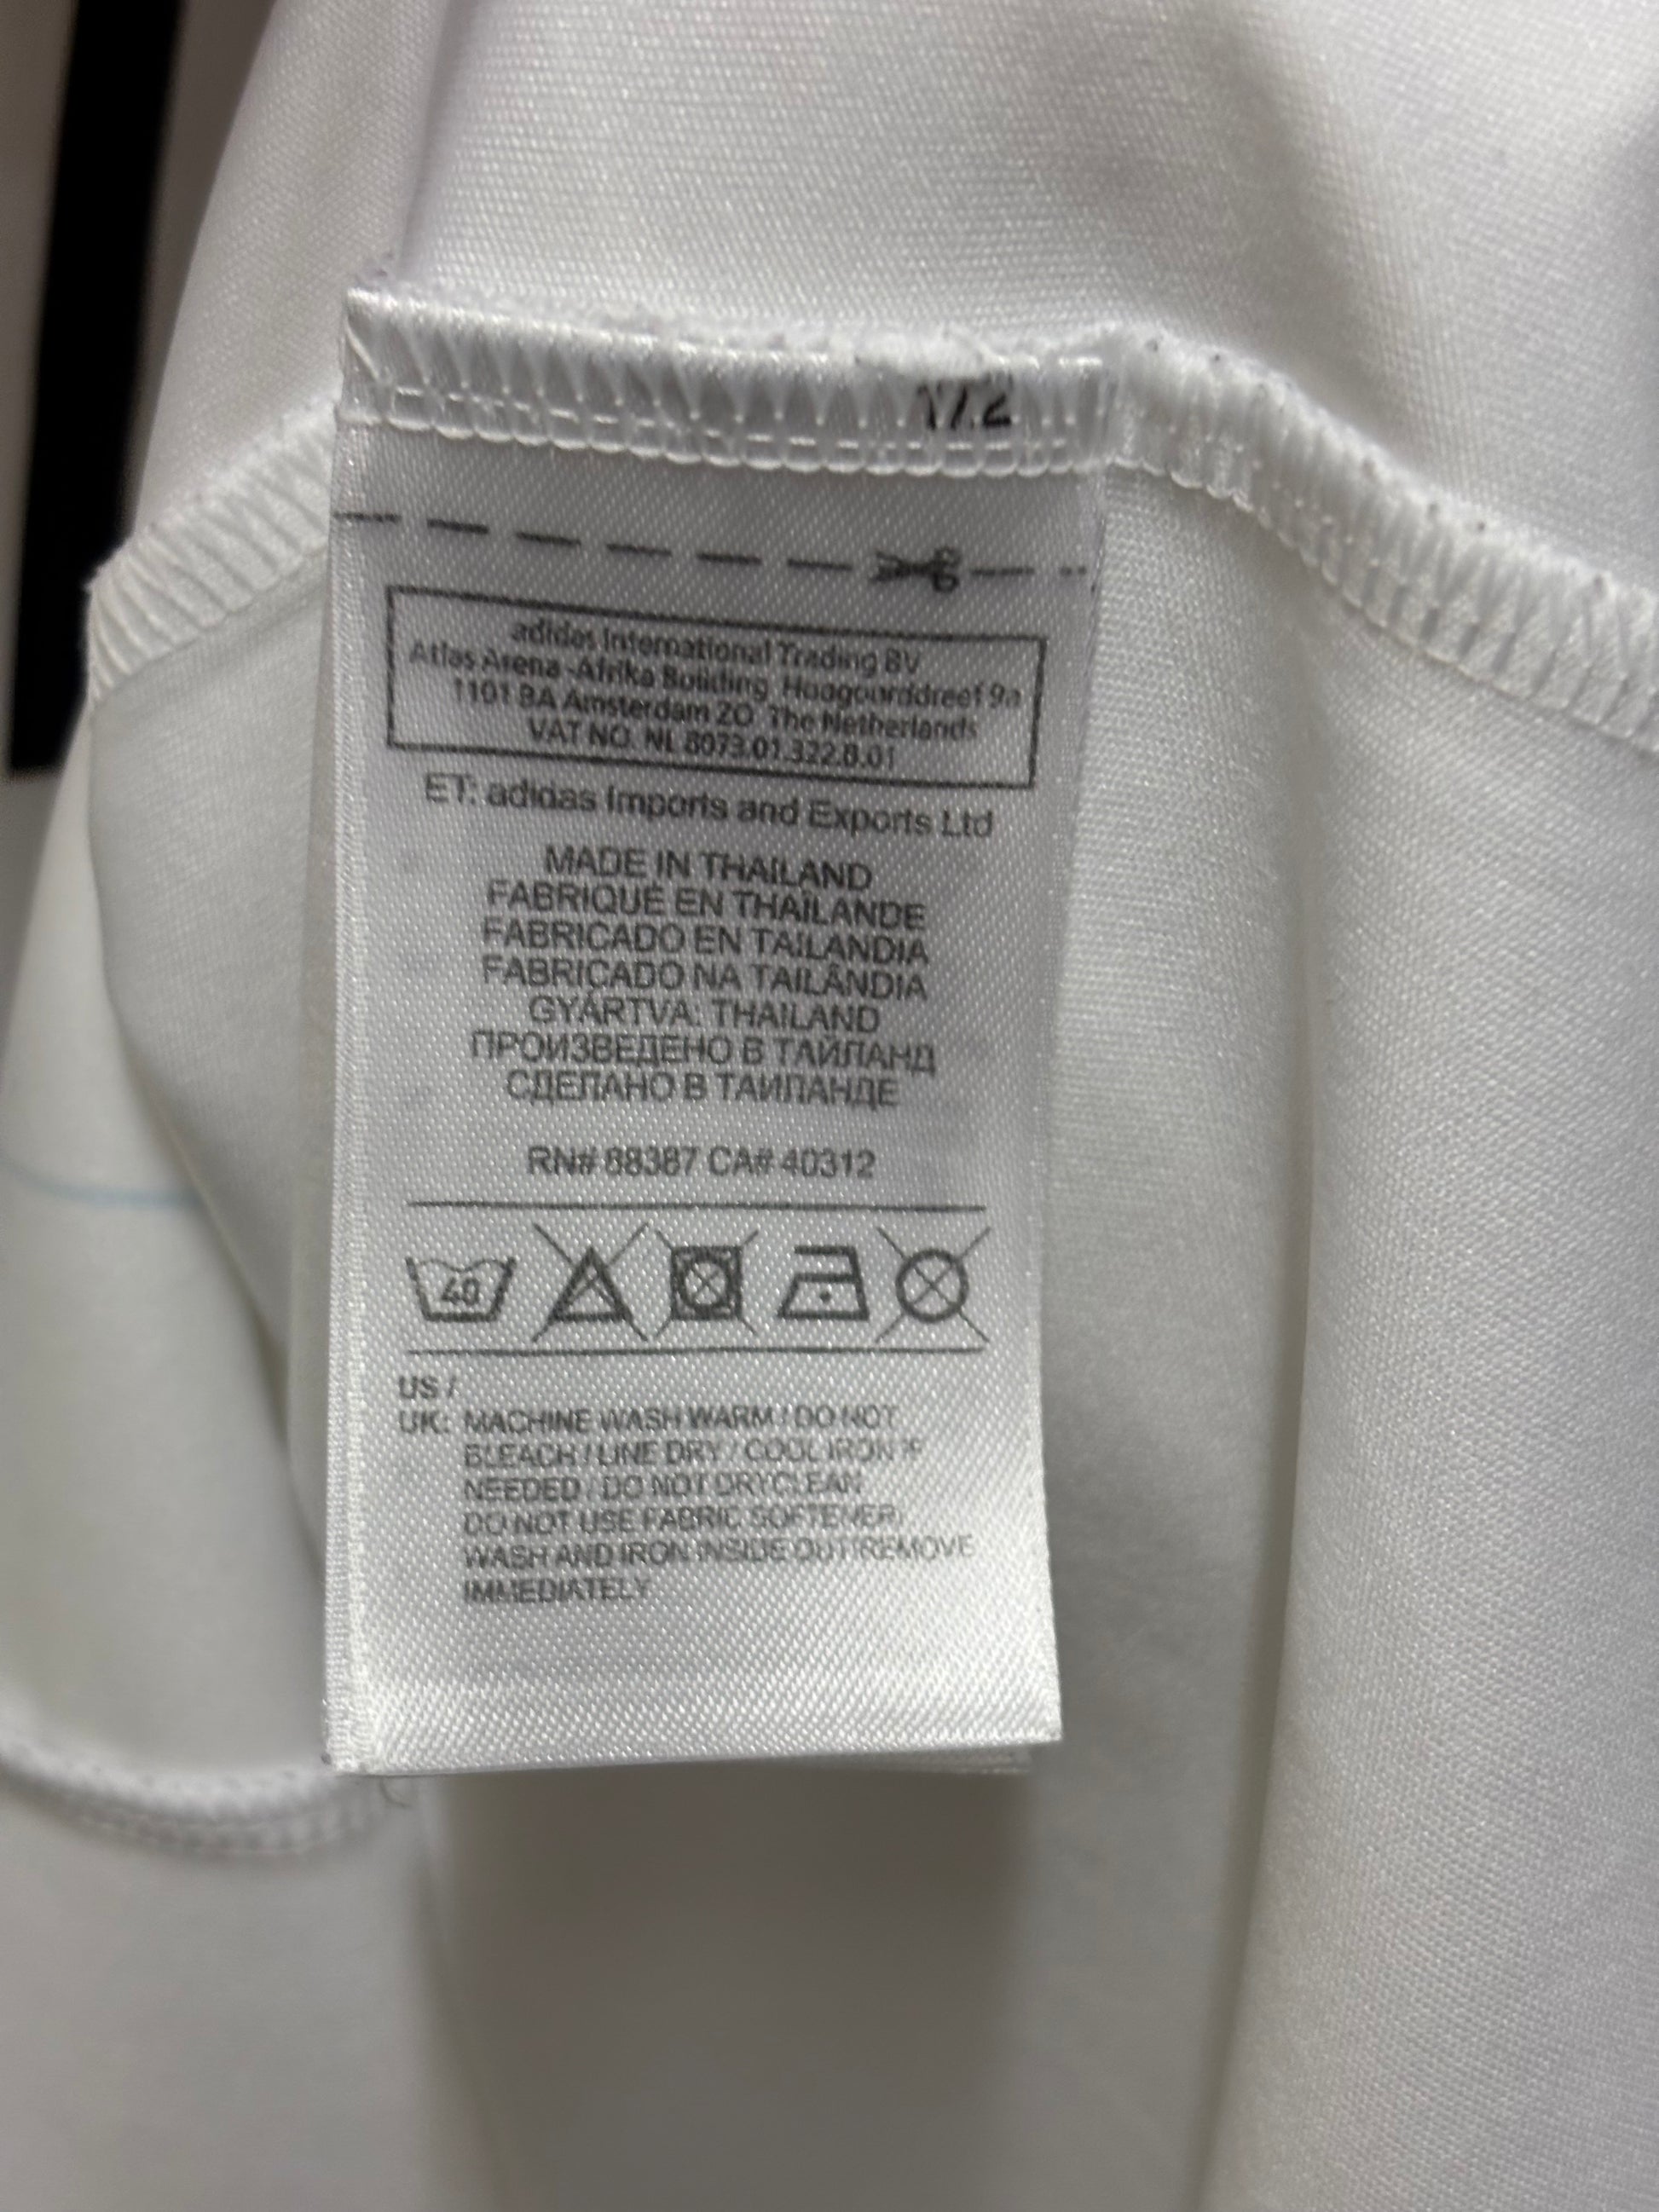 17.2
adidas International Trading BV
Atlas Arena -Afrika Building Hoogoorddreef 9a
1101 BA Amsterdam ZO The Netherlands
VAT NO. NL 8073.01.322.B.01
ET: adidas Imports and Exports Ltd
MADE IN THAILAND
FABRIQUÉ EN THAÏLANDE
FABRICADO EN TAILANDIA
FABRICADO NA TAILÂNDIA
GYÁRTVA: THAILAND
ПРОИЗВЕДЕНО В ТАЙЛАНД
СДЕЛАНО В ТАИЛАНДЕ
RN# 88387 CA# 40312
40
US /
UK: MACHINE WASH WARM / DO NOT
BLEACH / LINE DRY / COOL IRON IF
NEEDED / DO NOT DRYCLEAN
DO NOT USE FABRIC SOFTENER/
WASH AND IRON INSIDE OUT/REMOVE
IMMEDIATELY